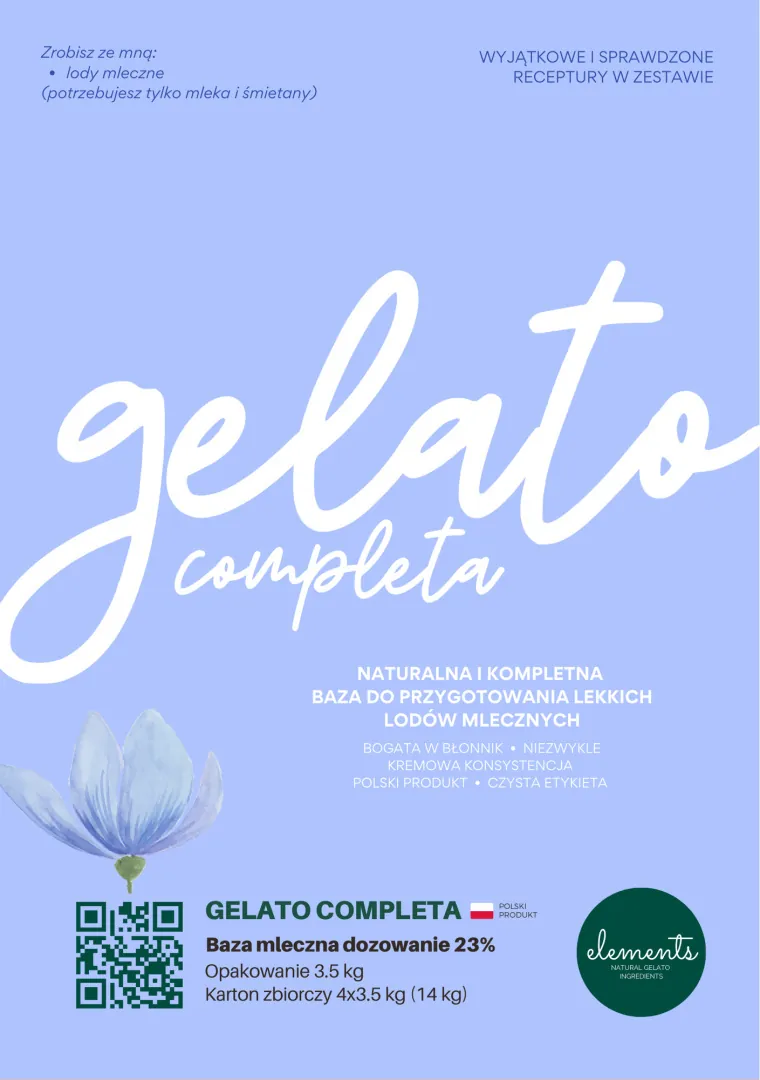 Zrobisz ze mną:
• lody mleczne
(potrzebujesz tylko mleka i śmietany)
WYJĄTKOWE I SPRAWDZONE
RECEPTURY W ZESTAWIE
gelato
completa
NATURALNA I KOMPLETNA
BAZA DO PRZYGOTOWANIA LEKKICH
LODÓW MLECZNYCH
BOGATA W BŁONNIK • NIEZWYKLE
KREMOWA KONSYSTENCJA
POLSKI PRODUKT • CZYSTA ETYKIETA
GELATO COMPLETA
POLSKI
PRODUKT
Baza mleczna dozowanie 23%
Opakowanie 3.5 kg
Karton zbiorczy 4x3.5 kg (14 kg)
elements
NATURAL GELATO
INGREDIENTS